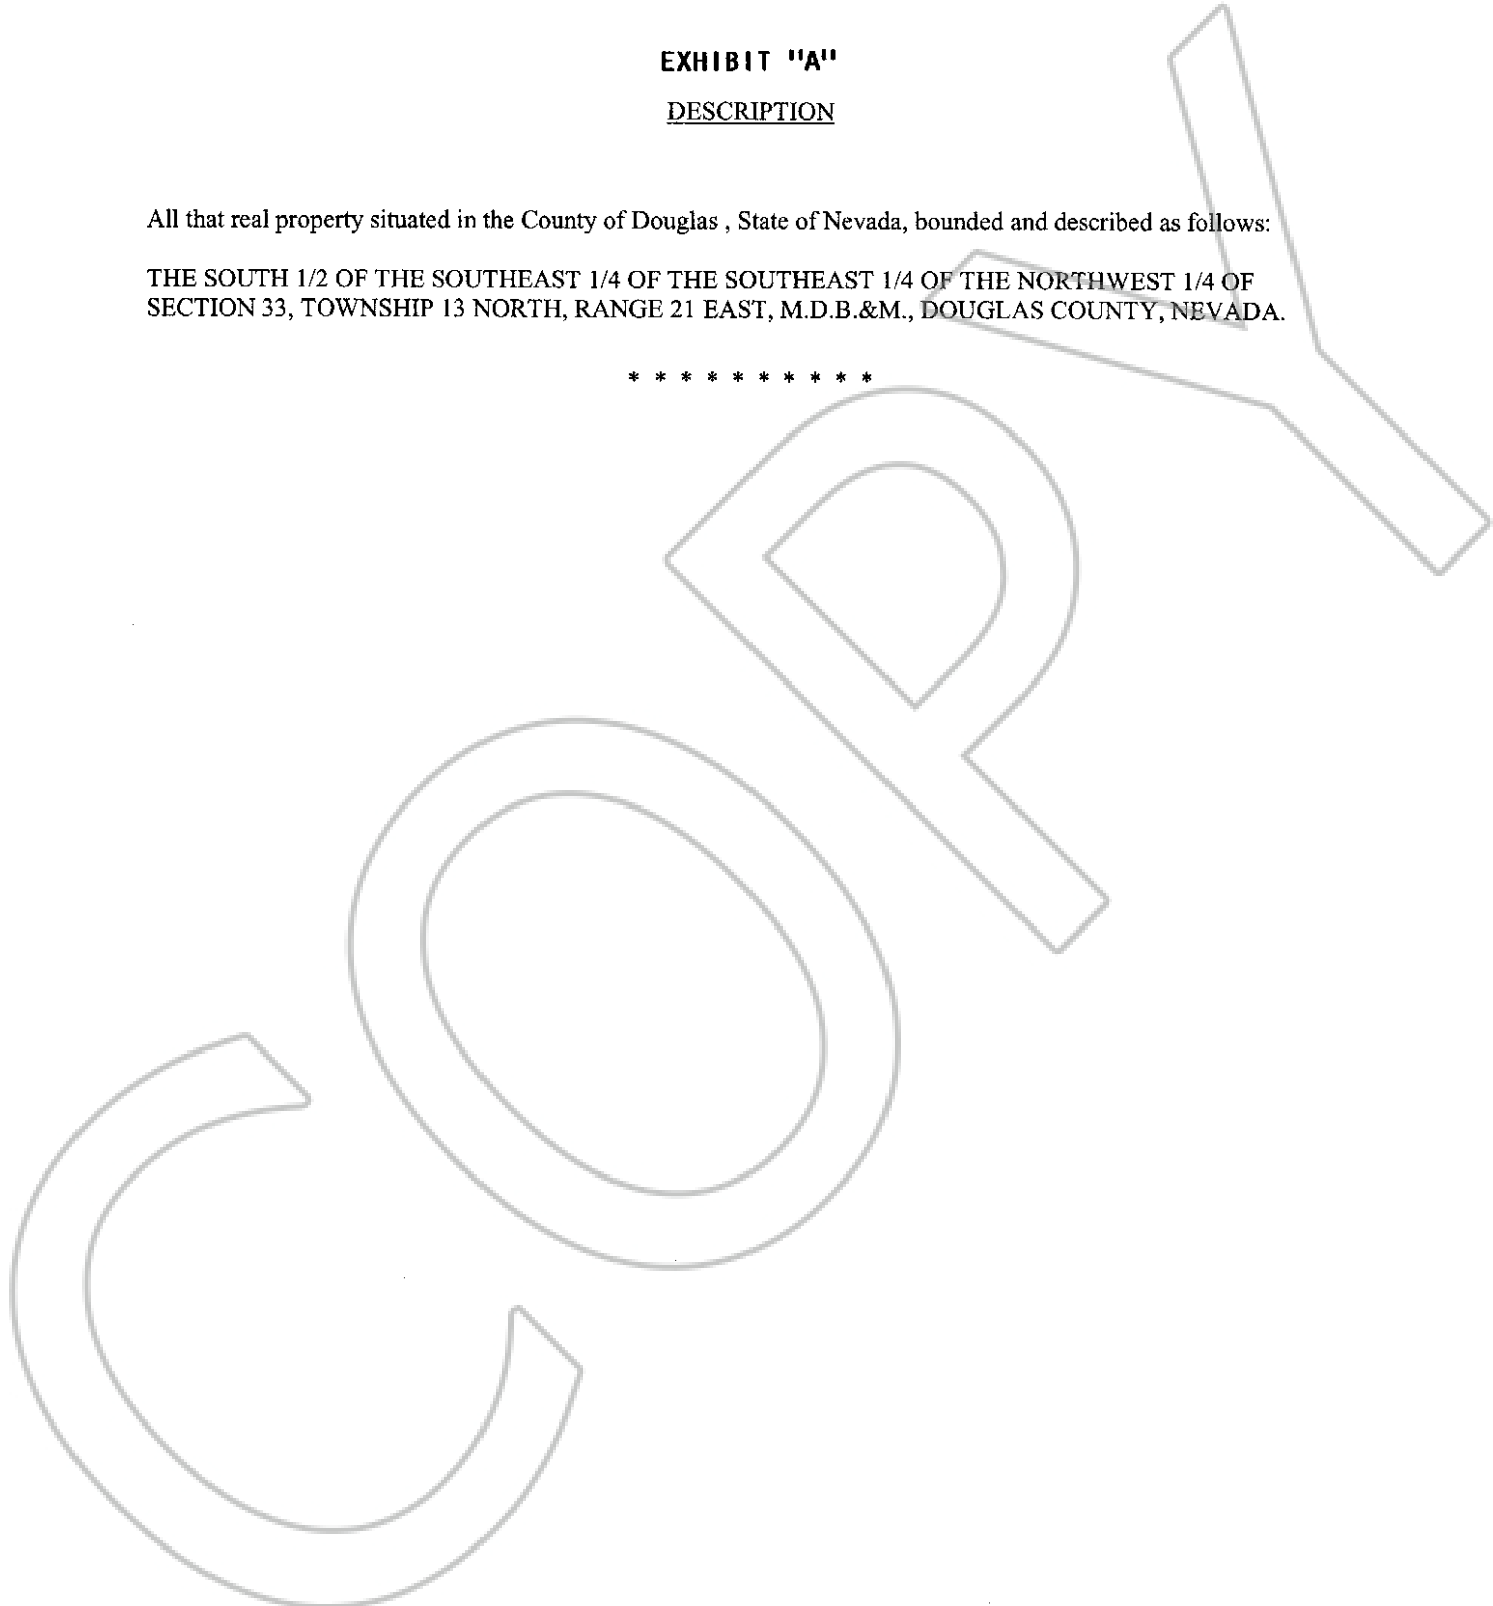 EXHIBIT "A"
DESCRIPTION
All that real property situated in the County of Douglas , State of Nevada, bounded and described as follows:
THE SOUTH 1/2 OF THE SOUTHEAST 1/4 OF THE SOUTHEAST 1/4 OF THE NORTHWEST 1/4 OF
SECTION 33, TOWNSHIP 13 NORTH, RANGE 21 EAST, M.D.B.&M., DOUGLAS COUNTY, NEVADA.
* * * * * * * * * *
COPY